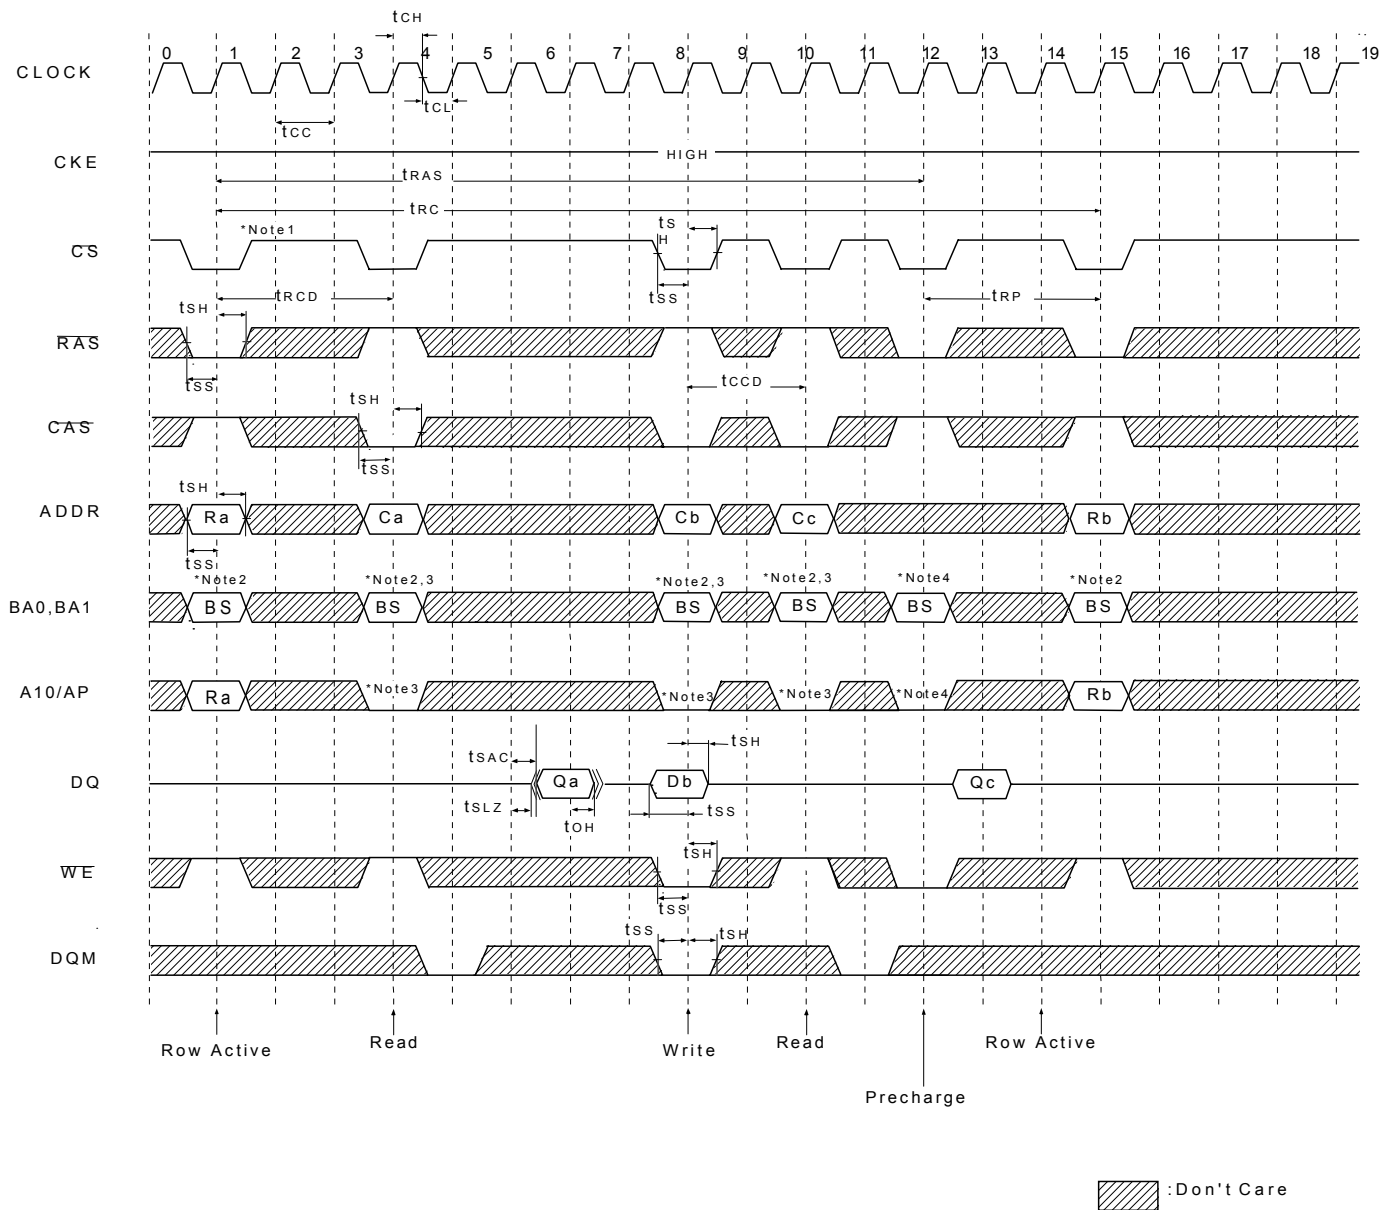 tCH
0 1 2 3 4 5 6 7 8 9 10 11 12 13 14 15 16 17 18 19
CLOCK
tCL
tCC
CKE
HIGH
tRAS
tRC
*Note1
tSH
CS
tSS
tRCD
tRP
tSH
RAS
tSS
tCCD
tSH
CAS
tSS
tSH
ADDR
Ra Ca Cb Cc Rb
tSS
*Note2 *Note2,3 *Note2,3 *Note2,3 *Note4 *Note2
BA0,BA1
BS BS BS BS BS BS
A10/AP
Ra *Note3 *Note3 *Note3 *Note4 Rb
tSH
tSAC
DQ
Qa Db Qc
tSLZ
tOH
tSS
tSH
WE
tSS
tSS tSH
DQM
Row Active Read Write Read Row Active
Precharge
:Don't Care